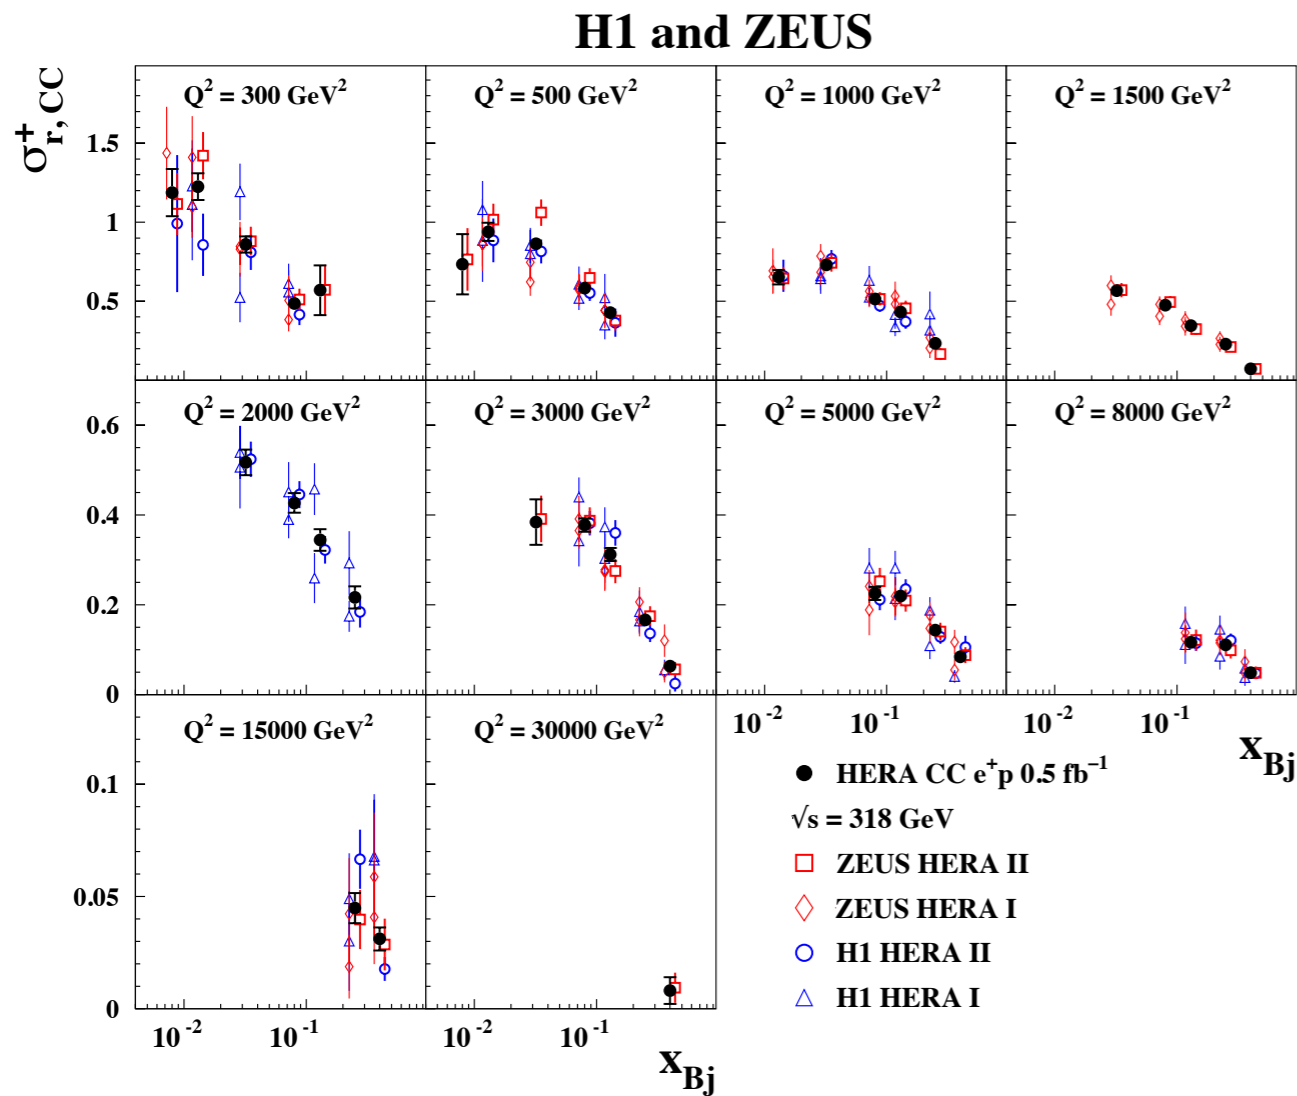 H1 and ZEUS
σ⁺r, CC
Q² = 300 GeV²
Q² = 500 GeV²
Q² = 1000 GeV²
Q² = 1500 GeV²
1.5
1
0.5
Q² = 2000 GeV²
Q² = 3000 GeV²
Q² = 5000 GeV²
Q² = 8000 GeV²
0.6
0.4
0.2
0
Q² = 15000 GeV²
Q² = 30000 GeV²
10⁻² 10⁻¹ 10⁻² 10⁻¹
xBj
0.1
0.05
0
HERA CC e⁺p 0.5 fb⁻¹
√s = 318 GeV
ZEUS HERA II
ZEUS HERA I
H1 HERA II
H1 HERA I
10⁻² 10⁻¹ 10⁻² 10⁻¹
xBj